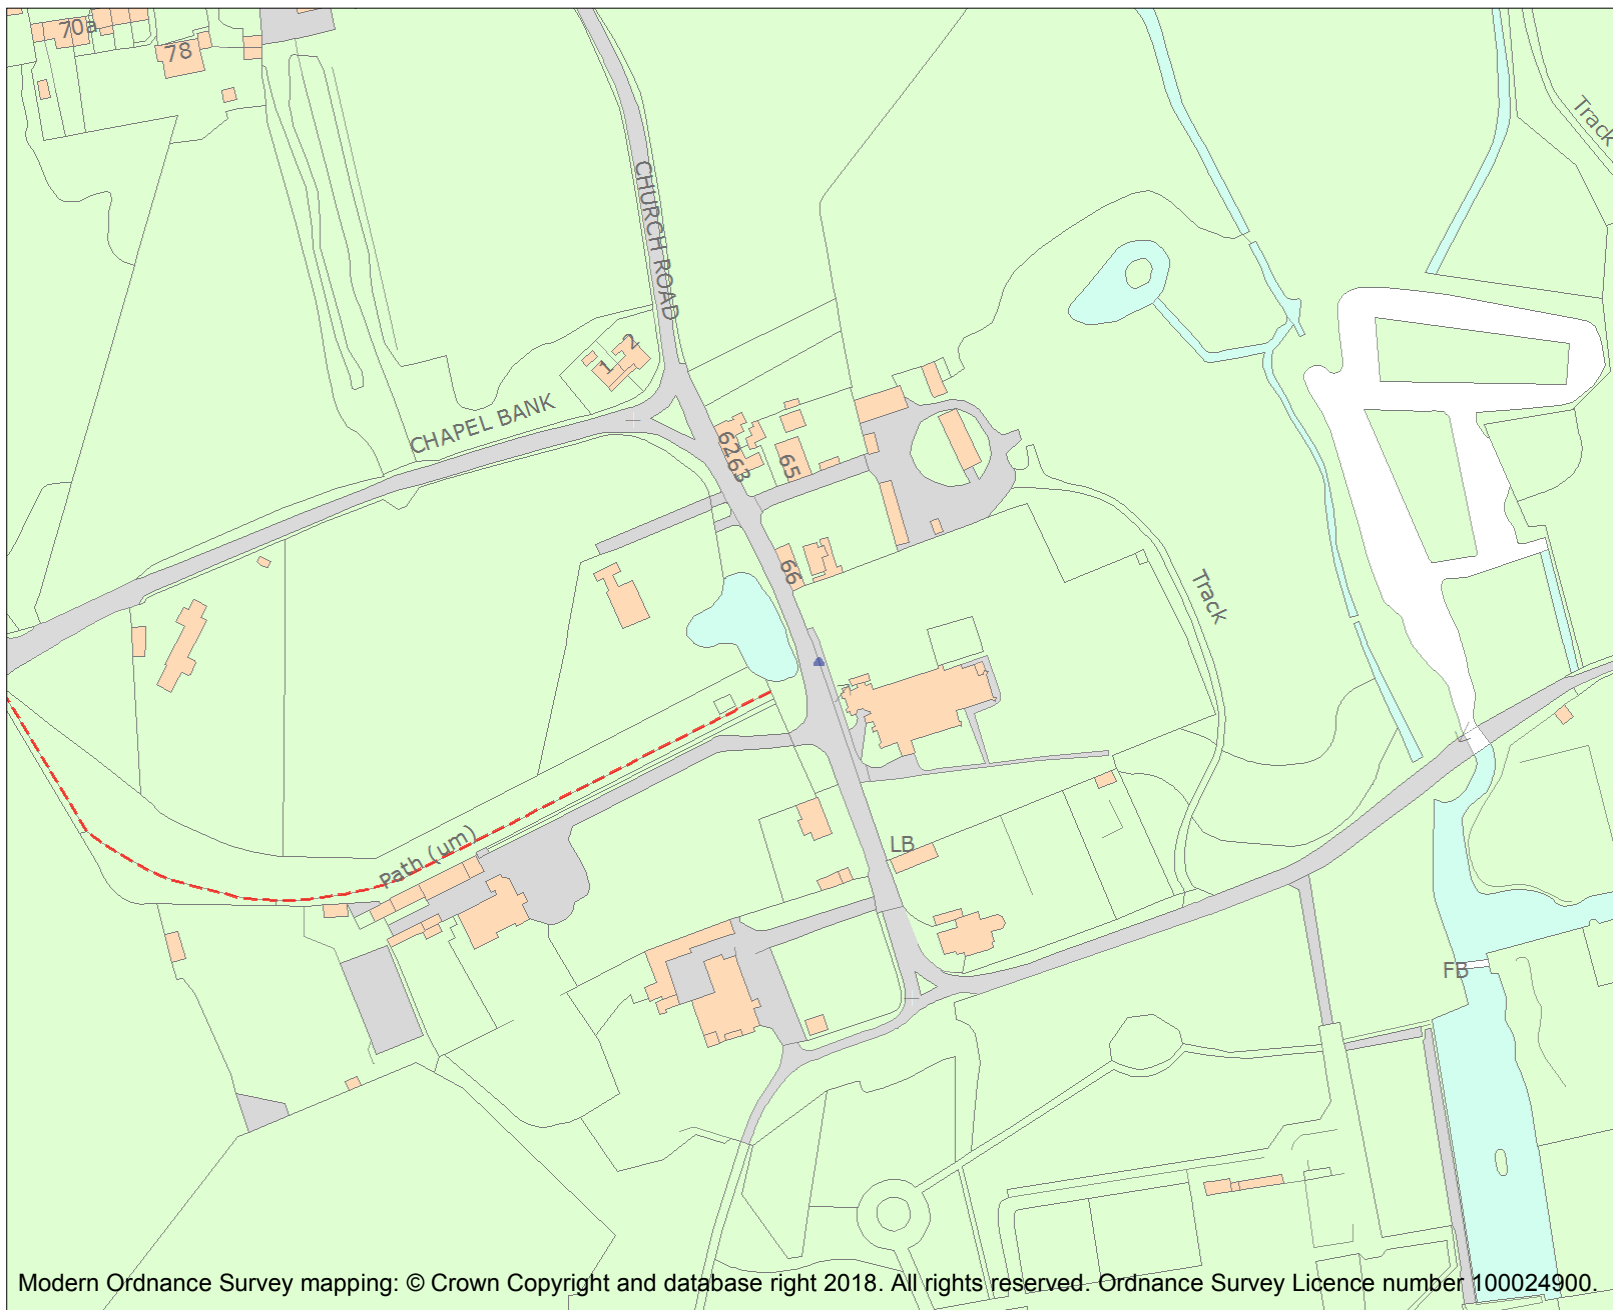 70a
78
Track
CHURCH ROAD
2
1
CHAPEL BANK
62
63
65
66
Track
Path (um)
LB
FB
Modern Ordnance Survey mapping: © Crown Copyright and database right 2018. All rights reserved. Ordnance Survey Licence number 100024900.